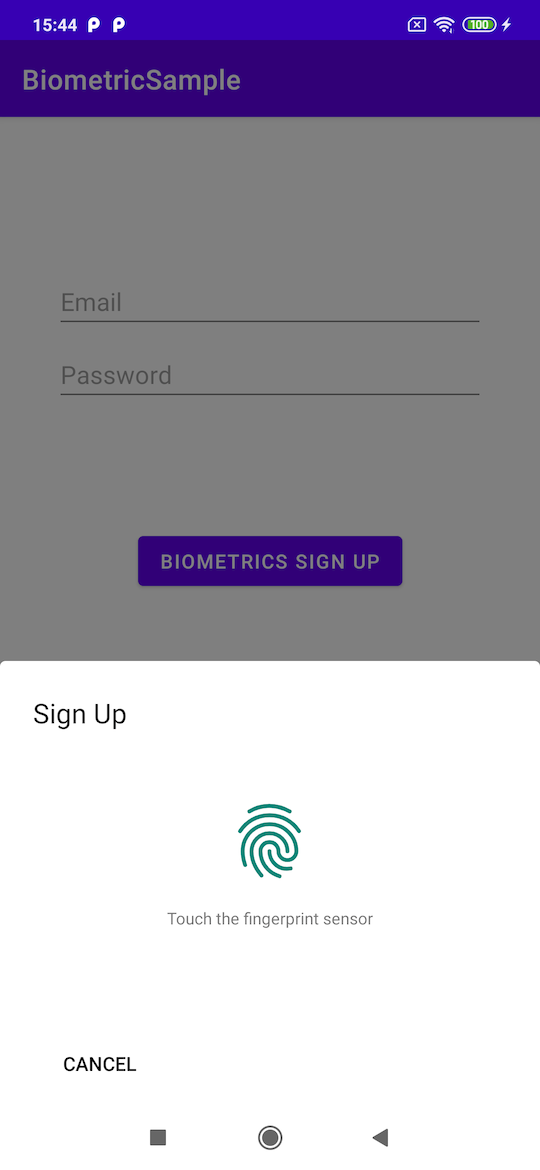 15:44
100
BiometricSample
Email
Password
BIOMETRICS SIGN UP
Sign Up
Touch the fingerprint sensor
CANCEL